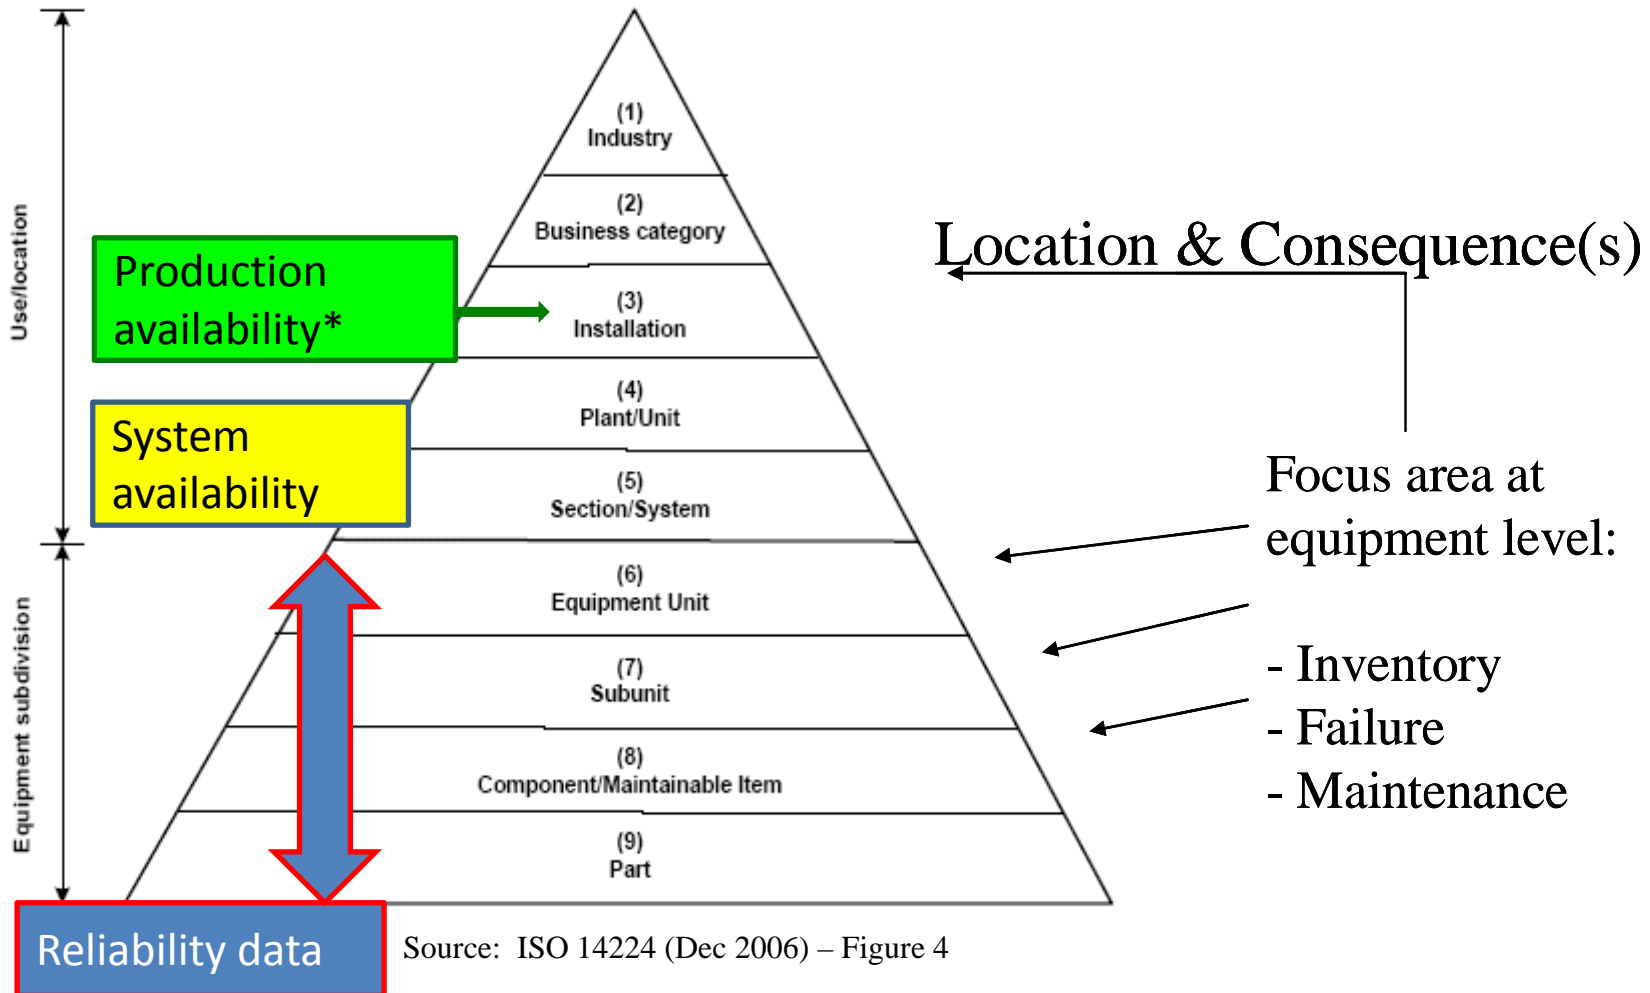 (1)
Industry
(2)
Business category
(3)
Installation
(4)
Plant/Unit
(5)
Section/System
(6)
Equipment Unit
(7)
Subunit
(8)
Component/Maintainable Item
(9)
Part
Use/location
Equipment subdivision
Production
availability*
System
availability
Reliability data
Location & Consequence(s)
Focus area at
equipment level:
- Inventory
- Failure
- Maintenance
Source: ISO 14224 (Dec 2006) – Figure 4